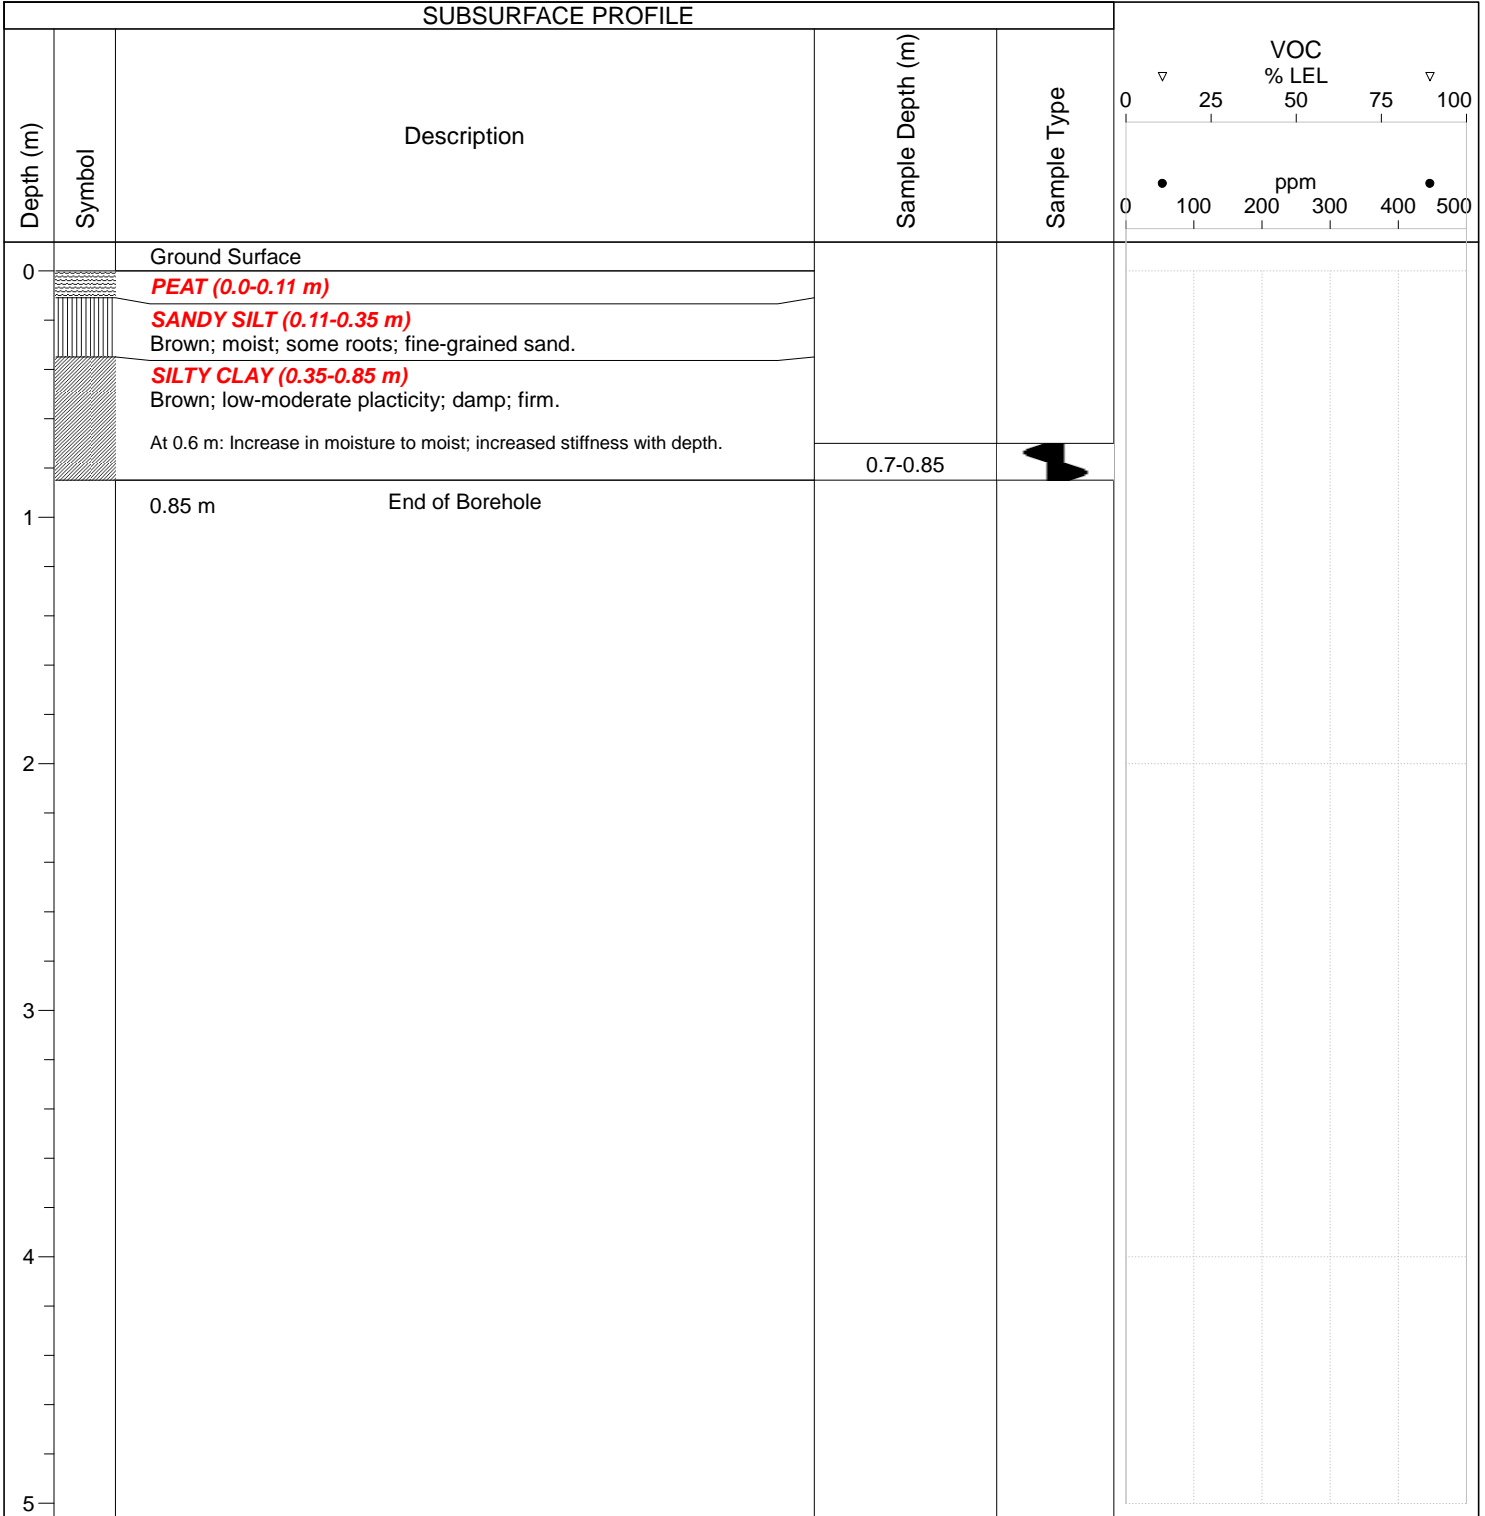 SUBSURFACE PROFILE
Depth (m)
Symbol
Description
Sample Depth (m)
Sample Type
VOC
% LEL
0 25 50 75 100
ppm
0 100 200 300 400 500
Ground Surface
0
PEAT (0.0-0.11 m)
SANDY SILT (0.11-0.35 m)
Brown; moist; some roots; fine-grained sand.
SILTY CLAY (0.35-0.85 m)
Brown; low-moderate placticity; damp; firm.
At 0.6 m: Increase in moisture to moist; increased stiffness with depth.
0.7-0.85
0.85 m End of Borehole
1
2
3
4
5